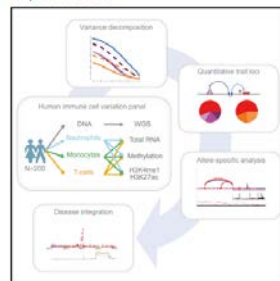 Variance decomposition
Quantitative trait loci
Human immune cell variation panel
DNA
WGS
Neutrophils
Total RNA
Monocytes
Methylation
N=200
T-cells
H3K4me1
H3K27ac
Allele-specific analysis
Disease integration